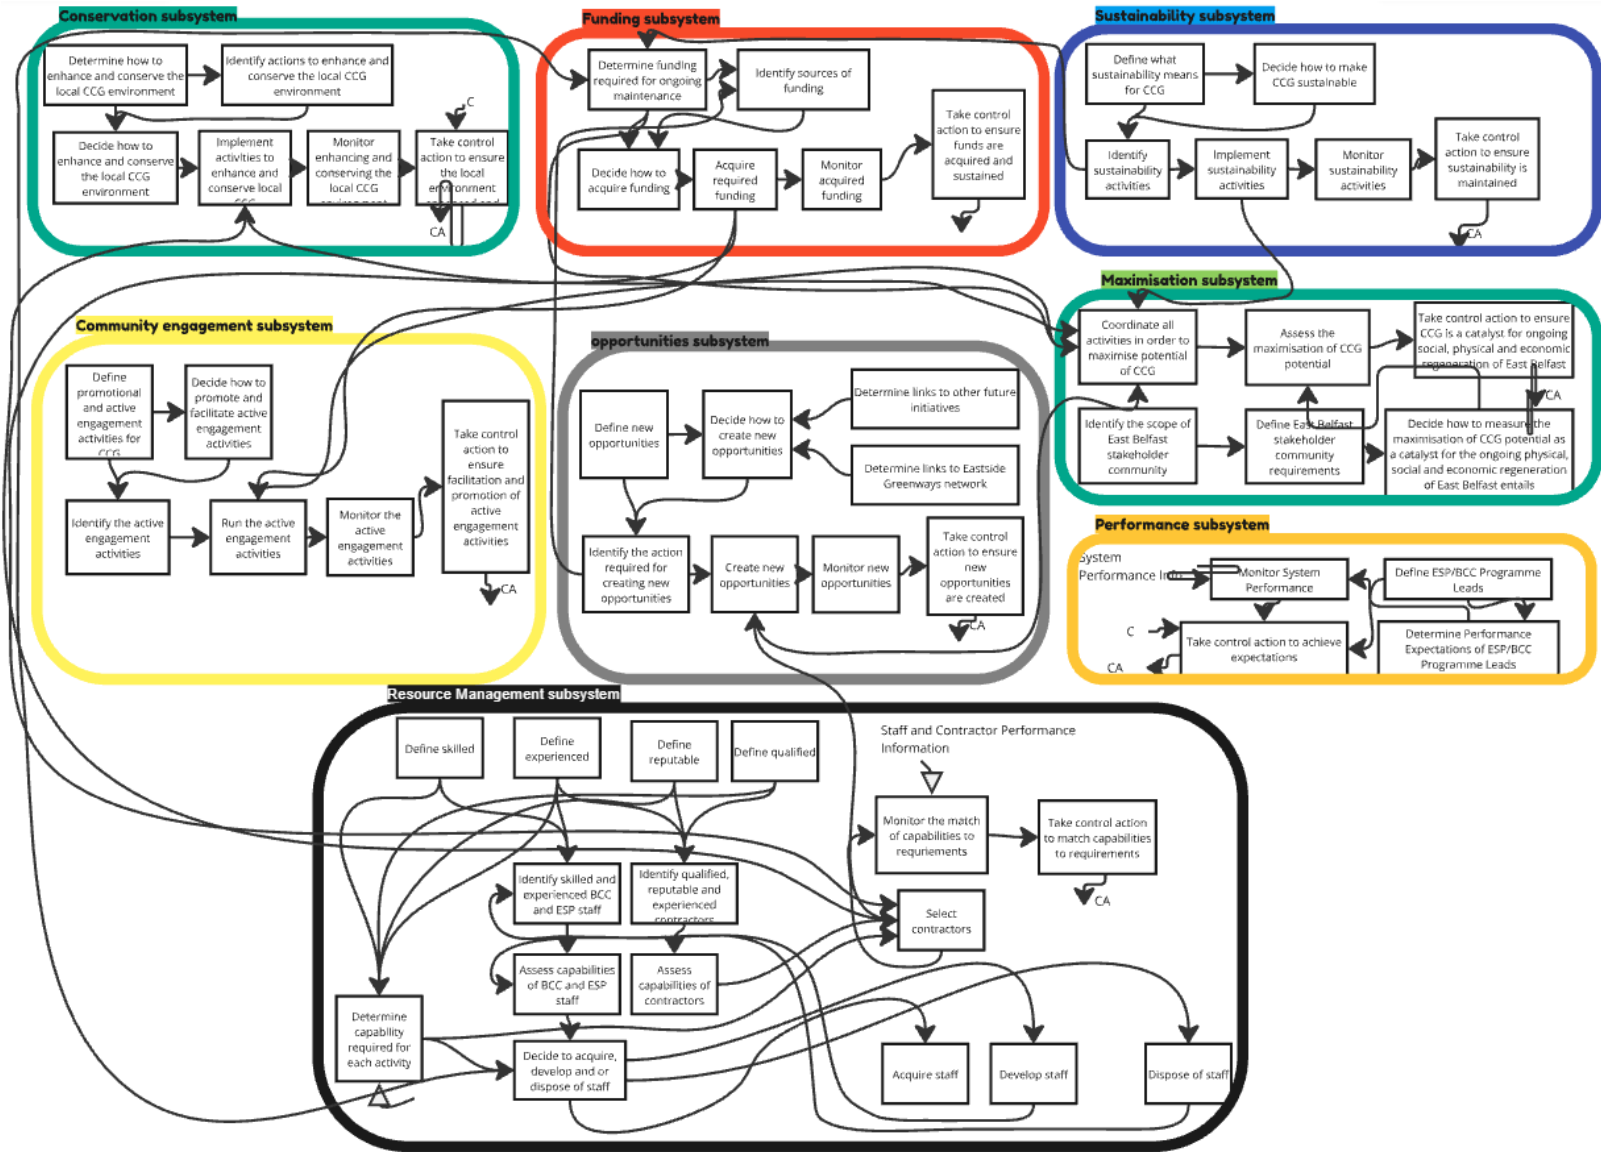 Conservation subsystem
Determine how to
enhance and conserve the
local CCG environment
Identify actions to enhance and
conserve the local CCG
environment
C
Decide how to
enhance and conserve
the local CCG
environment
Implement
activities to
enhance and
conserve local
CCG
Monitor
enhancing and
conserving the
local CCG
environment
Take control
action to ensure
the local
environment
CA
Funding subsystem
Determine funding
required for ongoing
maintenance
Identify sources of
funding
Decide how to
acquire funding
Acquire
required
funding
Monitor
acquired
funding
Take control
action to ensure
funds are
acquired and
sustained
Sustainability subsystem
Define what
sustainability means
for CCG
Decide how to make
CCG sustainable
Identify
sustainability
activities
Implement
sustainability
activities
Monitor
sustainability
activities
Take control
action to ensure
sustainability is
maintained
CA
Community engagement subsystem
Define
promotional
and active
engagement
activities for
CCG
Decide how to
promote and
facilitate active
engagement
activities
Identify the active
engagement
activities
Run the active
engagement
activities
Monitor the
active
engagement
activities
Take control
action to
ensure
facilitation and
promotion of
active
engagement
activities
CA
opportunities subsystem
Define new
opportunities
Decide how to
create new
opportunities
Determine links to other future
initiatives
Determine links to Eastside
Greenways network
Identify the action
required for
creating new
opportunities
Create new
opportunities
Monitor new
opportunities
Take control
action to ensure
new
opportunities
are created
CA
Maximisation subsystem
Coordinate all
activities in order to
maximise potential
of CCG
Assess the
maximisation of CCG
potential
Take control action to ensure
CCG is a catalyst for ongoing
social, physical and economic
regeneration of East Belfast
CA
Identify the scope of
East Belfast
stakeholder
community
Define East Belfast
stakeholder
community
requirements
Decide how to measure the
maximisation of CCG potential as
a catalyst for the ongoing physical,
social and economic regeneration
of East Belfast entails
Performance subsystem
System
Performance Info
Monitor System
Performance
Define ESP/BCC Programme
Leads
C
Take control action to achieve
expectations
CA
Determine Performance
Expectations of ESP/BCC
Programme Leads
Resource Management subsystem
Define skilled
Define
experienced
Define
reputable
Define qualified
Staff and Contractor Performance
Information
Monitor the match
of capabilities to
requriements
Take control action
to match capabilities
to requirements
CA
Identify skilled and
experienced BCC
and ESP staff
Identify qualified,
reputable and
experienced
contractors
Select
contractors
Assess capabilities
of BCC and ESP
staff
Assess
capabilities of
contractors
Determine
capability
required for
each activity
Decide to acquire,
develop and or
dispose of staff
Acquire staff
Develop staff
Dispose of staff